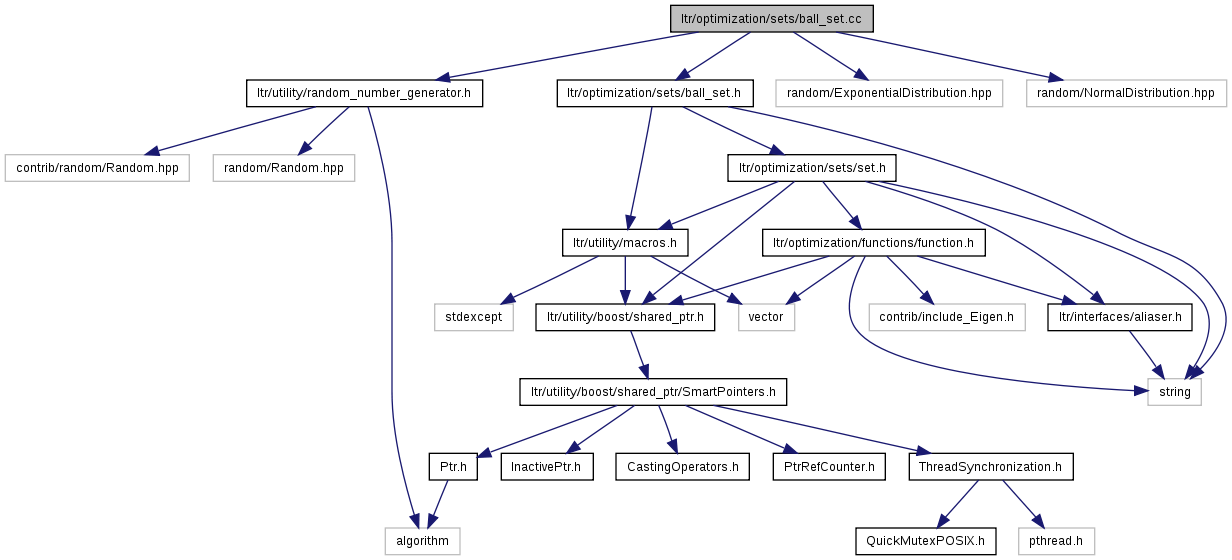 ltr/optimization/sets/ball_set.cc
ltr/utility/random_number_generator.h
ltr/optimization/sets/ball_set.h
random/ExponentialDistribution.hpp
random/NormalDistribution.hpp
contrib/random/Random.hpp
random/Random.hpp
ltr/optimization/sets/set.h
ltr/utility/macros.h
ltr/optimization/functions/function.h
stdexcept
ltr/utility/boost/shared_ptr.h
vector
contrib/include_Eigen.h
ltr/interfaces/aliaser.h
ltr/utility/boost/shared_ptr/SmartPointers.h
string
Ptr.h
InactivePtr.h
CastingOperators.h
PtrRefCounter.h
ThreadSynchronization.h
algorithm
QuickMutexPOSIX.h
pthread.h